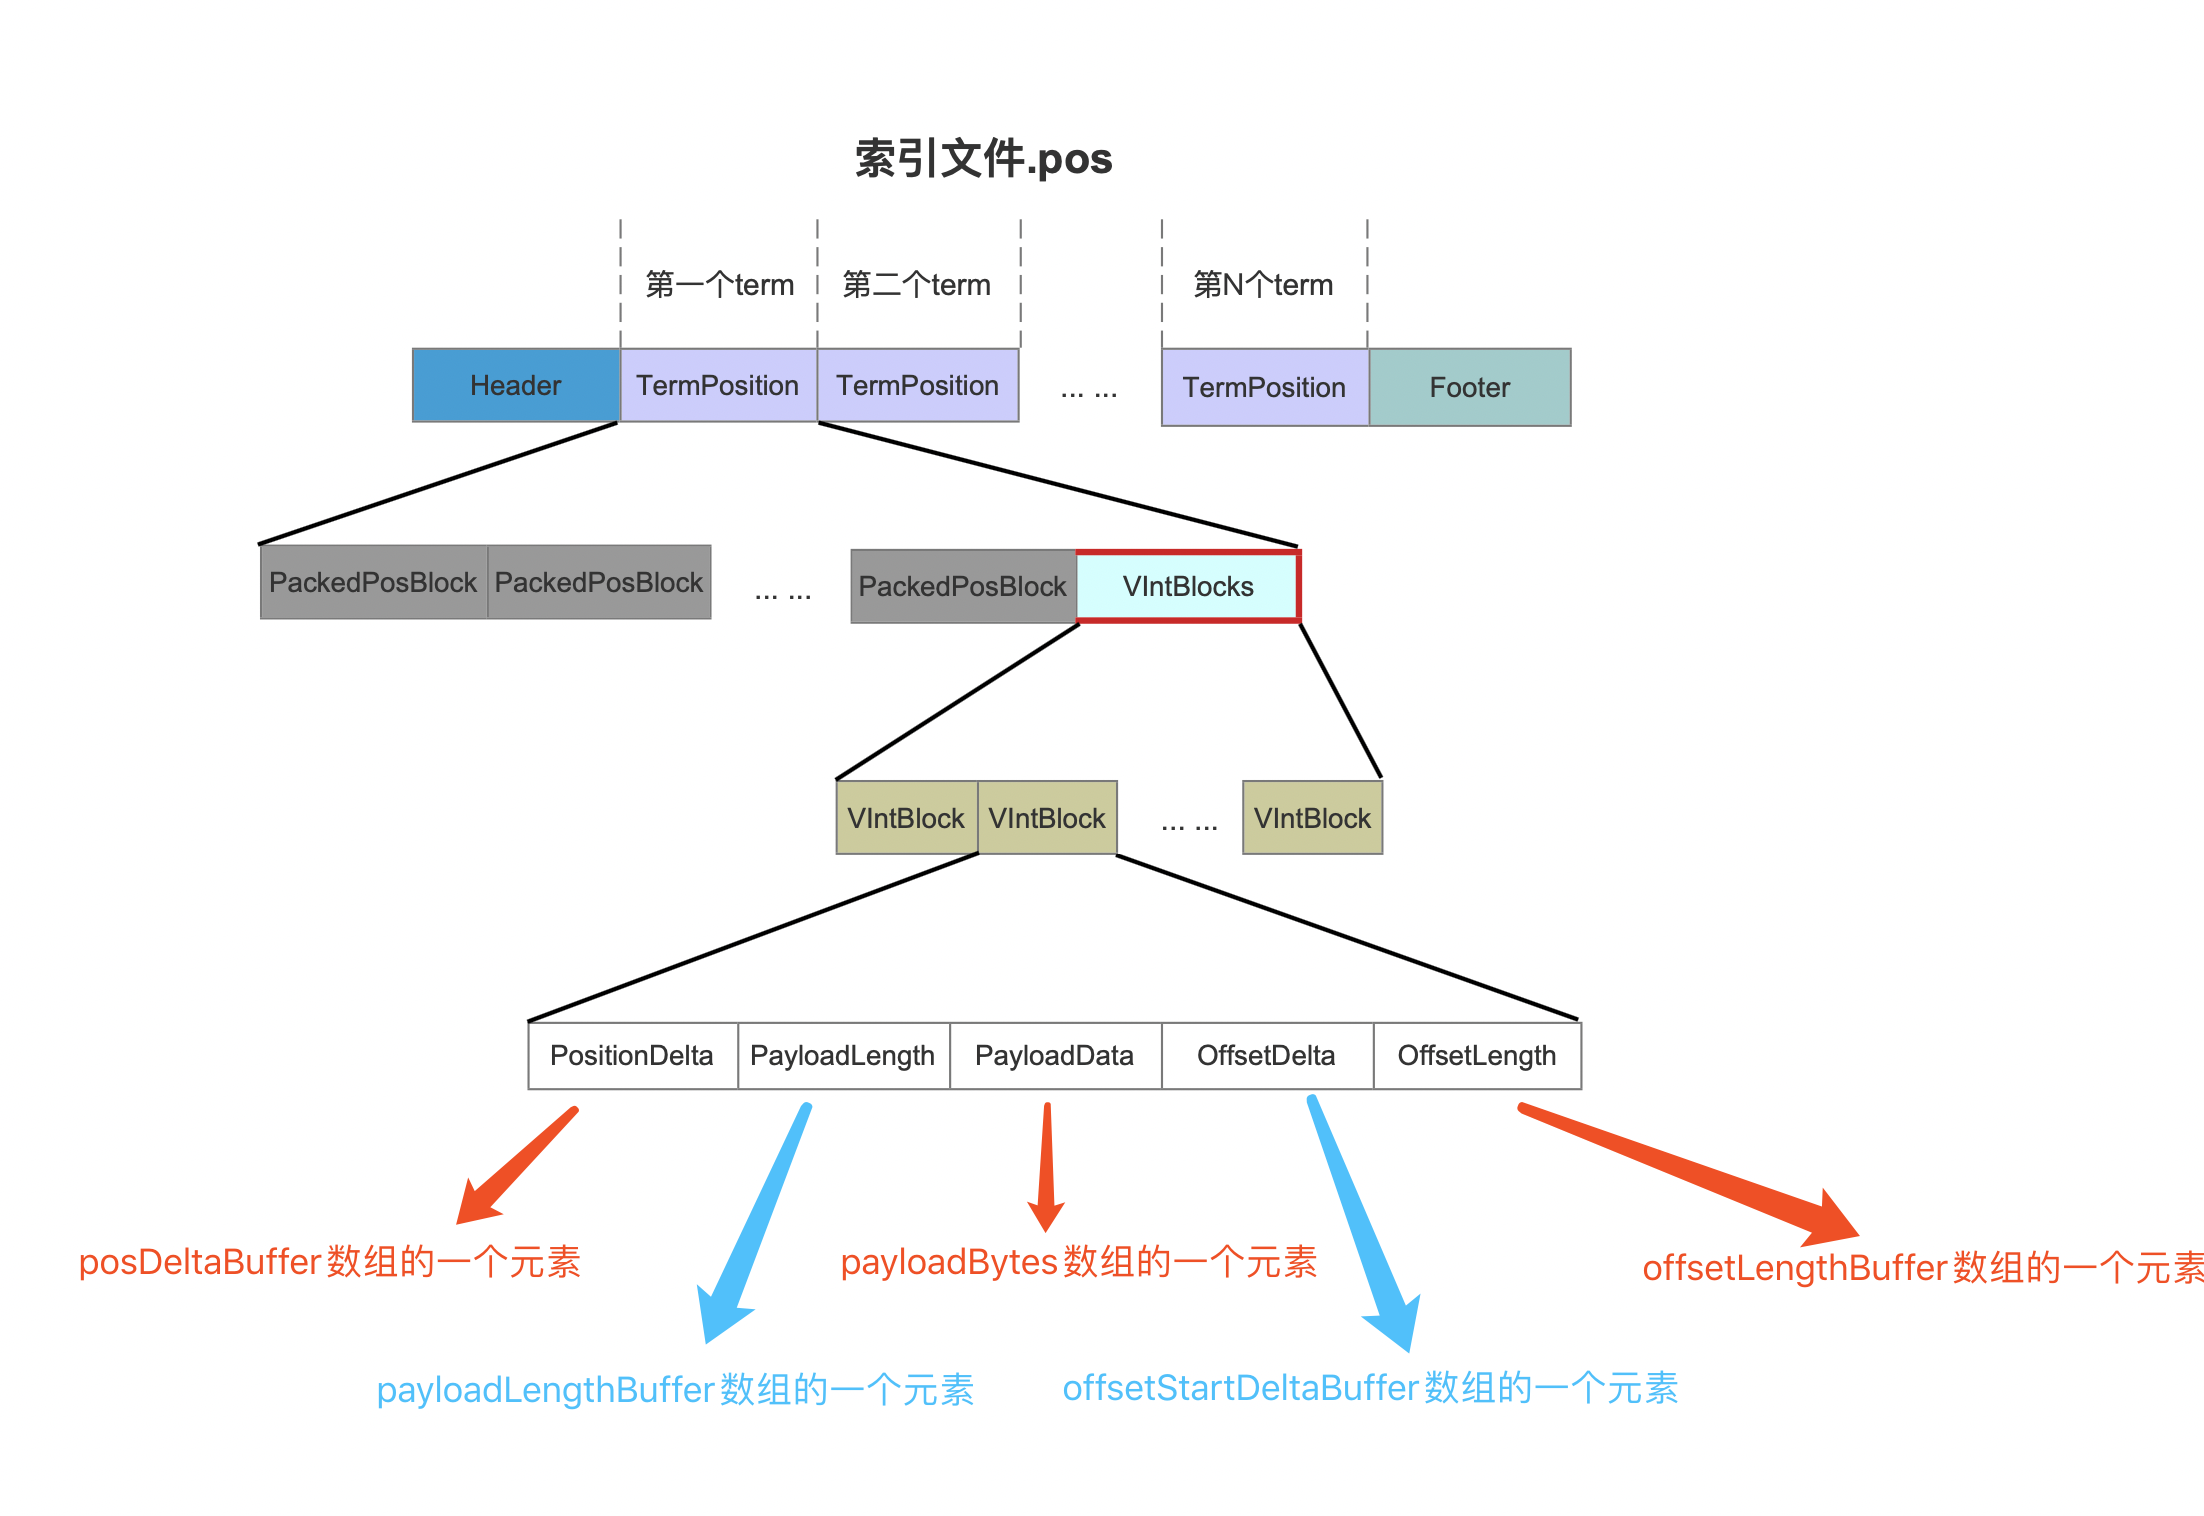 索引文件.pos
第一个term
第二个term
第N个term
Header
TermPosition
TermPosition
... ...
TermPosition
Footer
PackedPosBlock
PackedPosBlock
... ...
PackedPosBlock
VIntBlocks
VIntBlock
VIntBlock
... ...
VIntBlock
PositionDelta
PayloadLength
PayloadData
OffsetDelta
OffsetLength
posDeltaBuffer数组的一个元素
payloadBytes数组的一个元素
offsetLengthBuffer数组的一个元素
payloadLengthBuffer数组的一个元素
offsetStartDeltaBuffer数组的一个元素